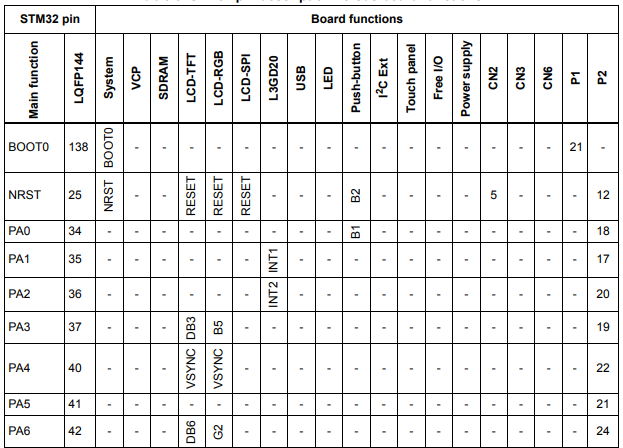 STM32 pin Board functions
Main function LQFP144 System VCP SDRAM LCD-TFT LCD-RGB LCD-SPI L3GD20 USB LED Push-button I2C Ext Touch panel Free I/O Power supply CN2 CN3 CN6 P1 P2
BOOT0 138 BOOT0 - - - - - - - - - - - - - - - - 21 -
NRST 25 NRST - - RESET RESET RESET - - - B2 - - - - 5 - - - 12
PA0 34 - - - - - - - - - B1 - - - - - - - - 18
PA1 35 - - - - - - INT1 - - - - - - - - - - - 17
PA2 36 - - - - - - INT2 - - - - - - - - - - - 20
PA3 37 - - - DB3 B5 - - - - - - - - - - - - - 19
PA4 40 - - - VSYNC VSYNC - - - - - - - - - - - - - 22
PA5 41 - - - - - - - - - - - - - - - - - - 21
PA6 42 - - - DB6 G2 - - - - - - - - - - - - - 24